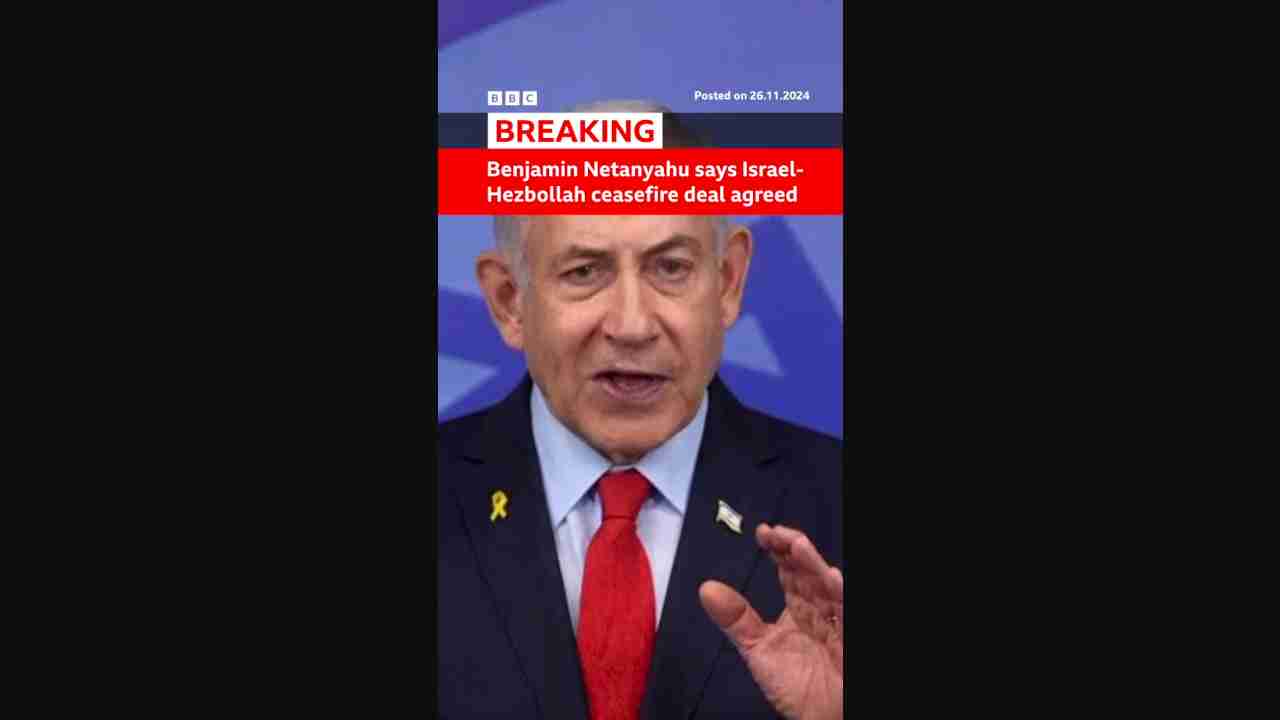 BBC
Posted on 26.11.2024
BREAKING
Benjamin Netanyahu says Israel-
Hezbollah ceasefire deal agreed